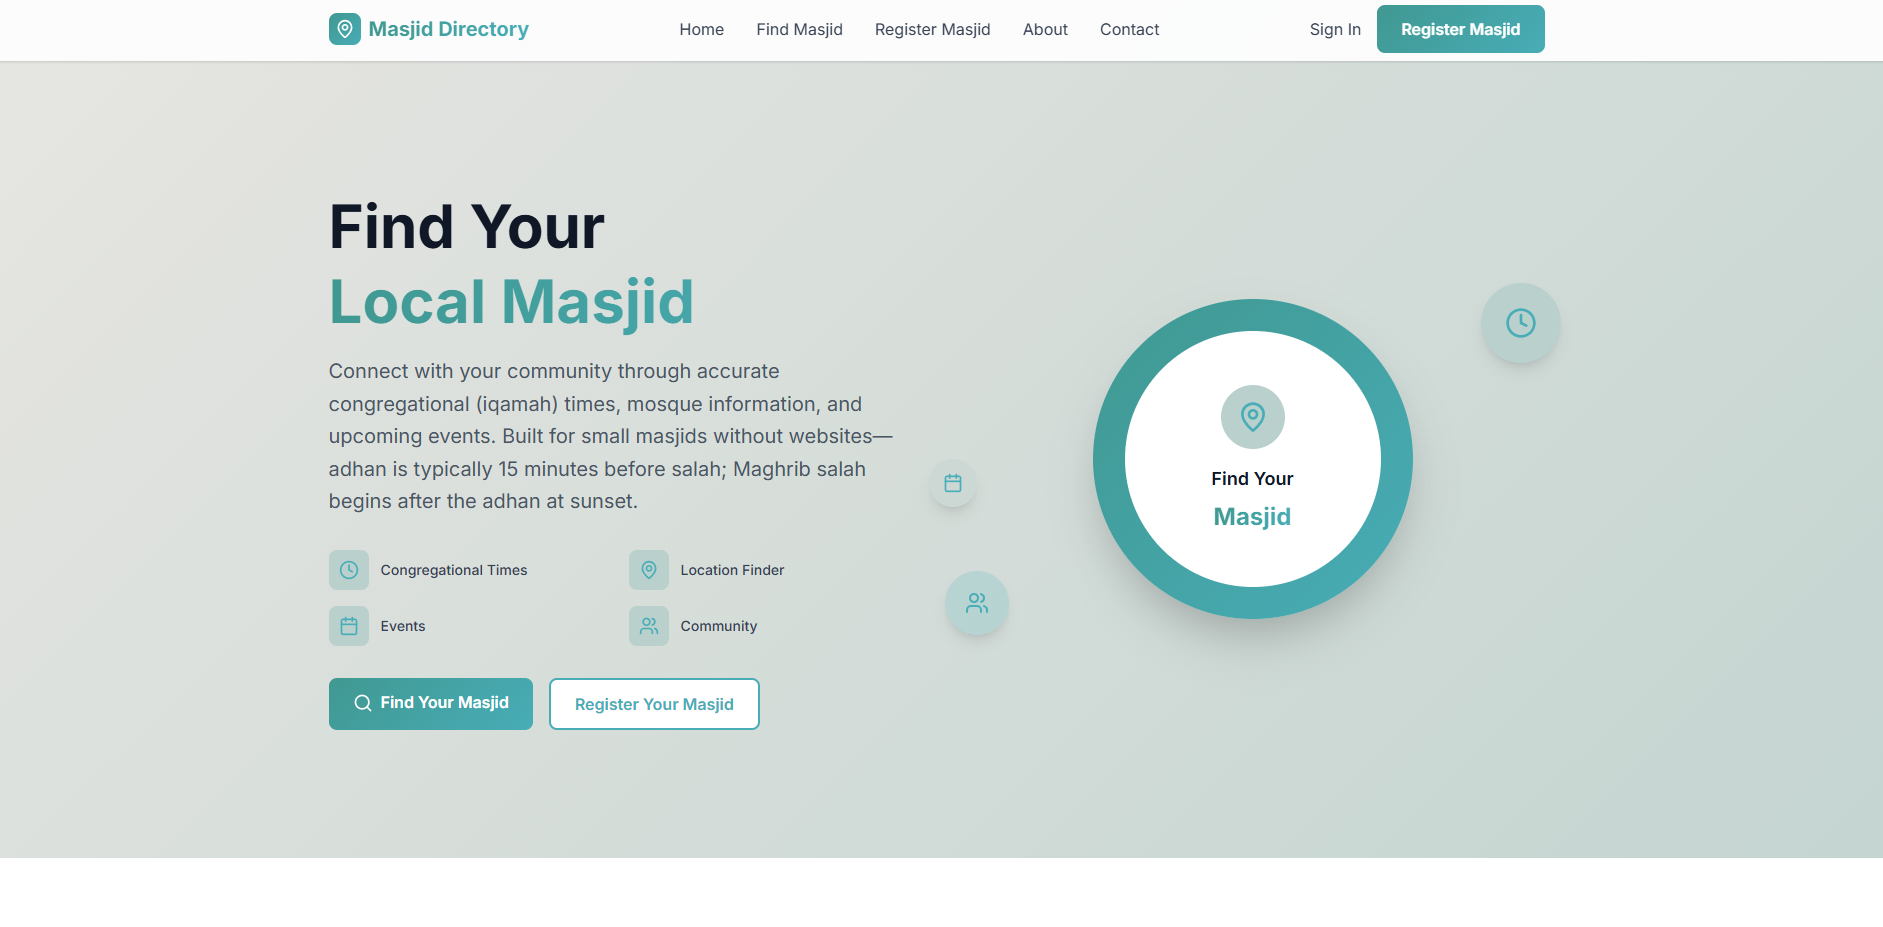 Masjid Directory
Home
Find Masjid
Register Masjid
About
Contact
Sign In
Register Masjid
Find Your
Local Masjid
Connect with your community through accurate
congregational (iqamah) times, mosque information, and
upcoming events. Built for small masjids without websites—
adhan is typically 15 minutes before salah; Maghrib salah
begins after the adhan at sunset.
Congregational Times
Location Finder
Events
Community
Find Your Masjid
Register Your Masjid
Find Your
Masjid